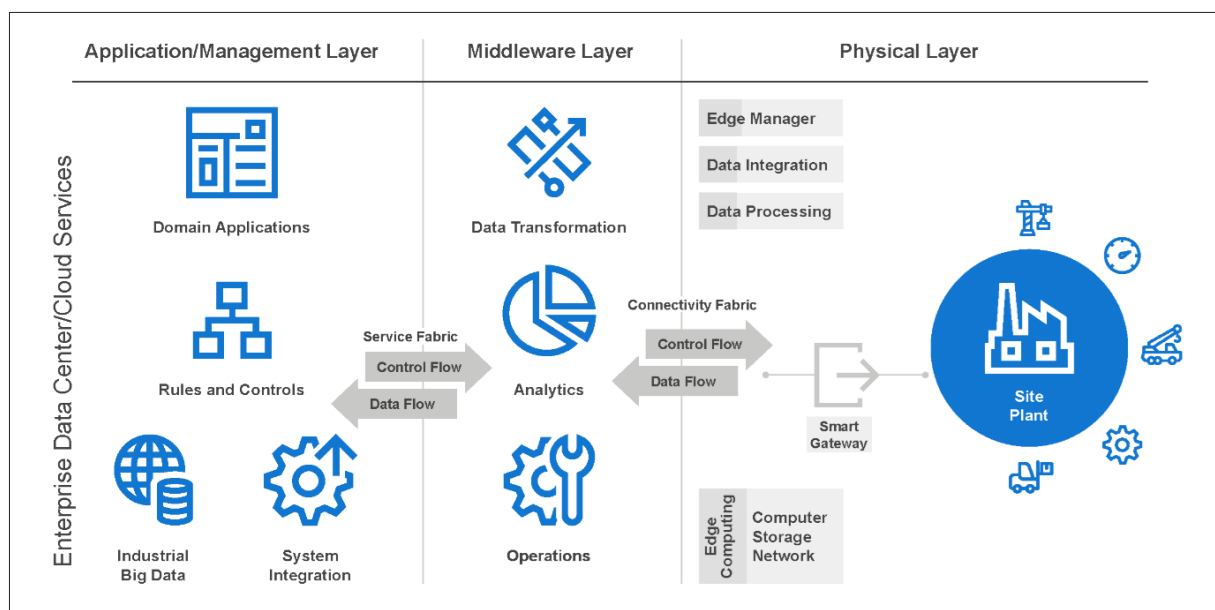 Application/Management Layer
Middleware Layer
Physical Layer
Enterprise Data Center/Cloud Services
Domain Applications
Rules and Controls
Industrial
Big Data
System
Integration
Service Fabric
Control Flow
Data Flow
Data Transformation
Analytics
Operations
Connectivity Fabric
Control Flow
Data Flow
Edge Manager
Data Integration
Data Processing
Smart
Gateway
Site
Plant
Edge
Computing
Computer
Storage
Network